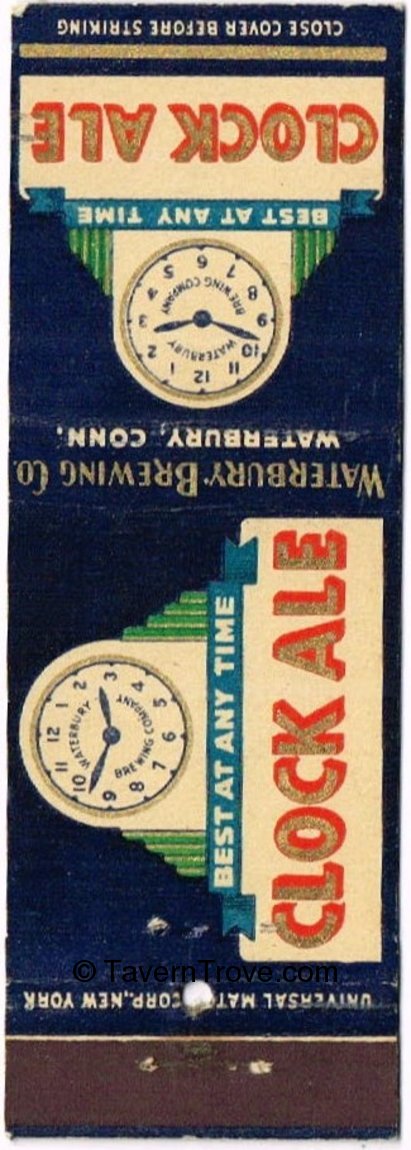 CLOSE COVER BEFORE STRIKING
CLOCK ALE
BEST AT ANY TIME
6
5 7
4 8
BREWING COMPANY
3 9
2 10
WATERBURY
1 11
12
WATERBURY, CONN.
WATERBURY BREWING CO.
CLOCK ALE
BEST AT ANY TIME
12
11 1
10 2
WATERBURY
9 3
BREWING COMPANY
8 4
7 5
6
© TavernTrove.com
UNIVERSAL MATCH CORP., NEW YORK